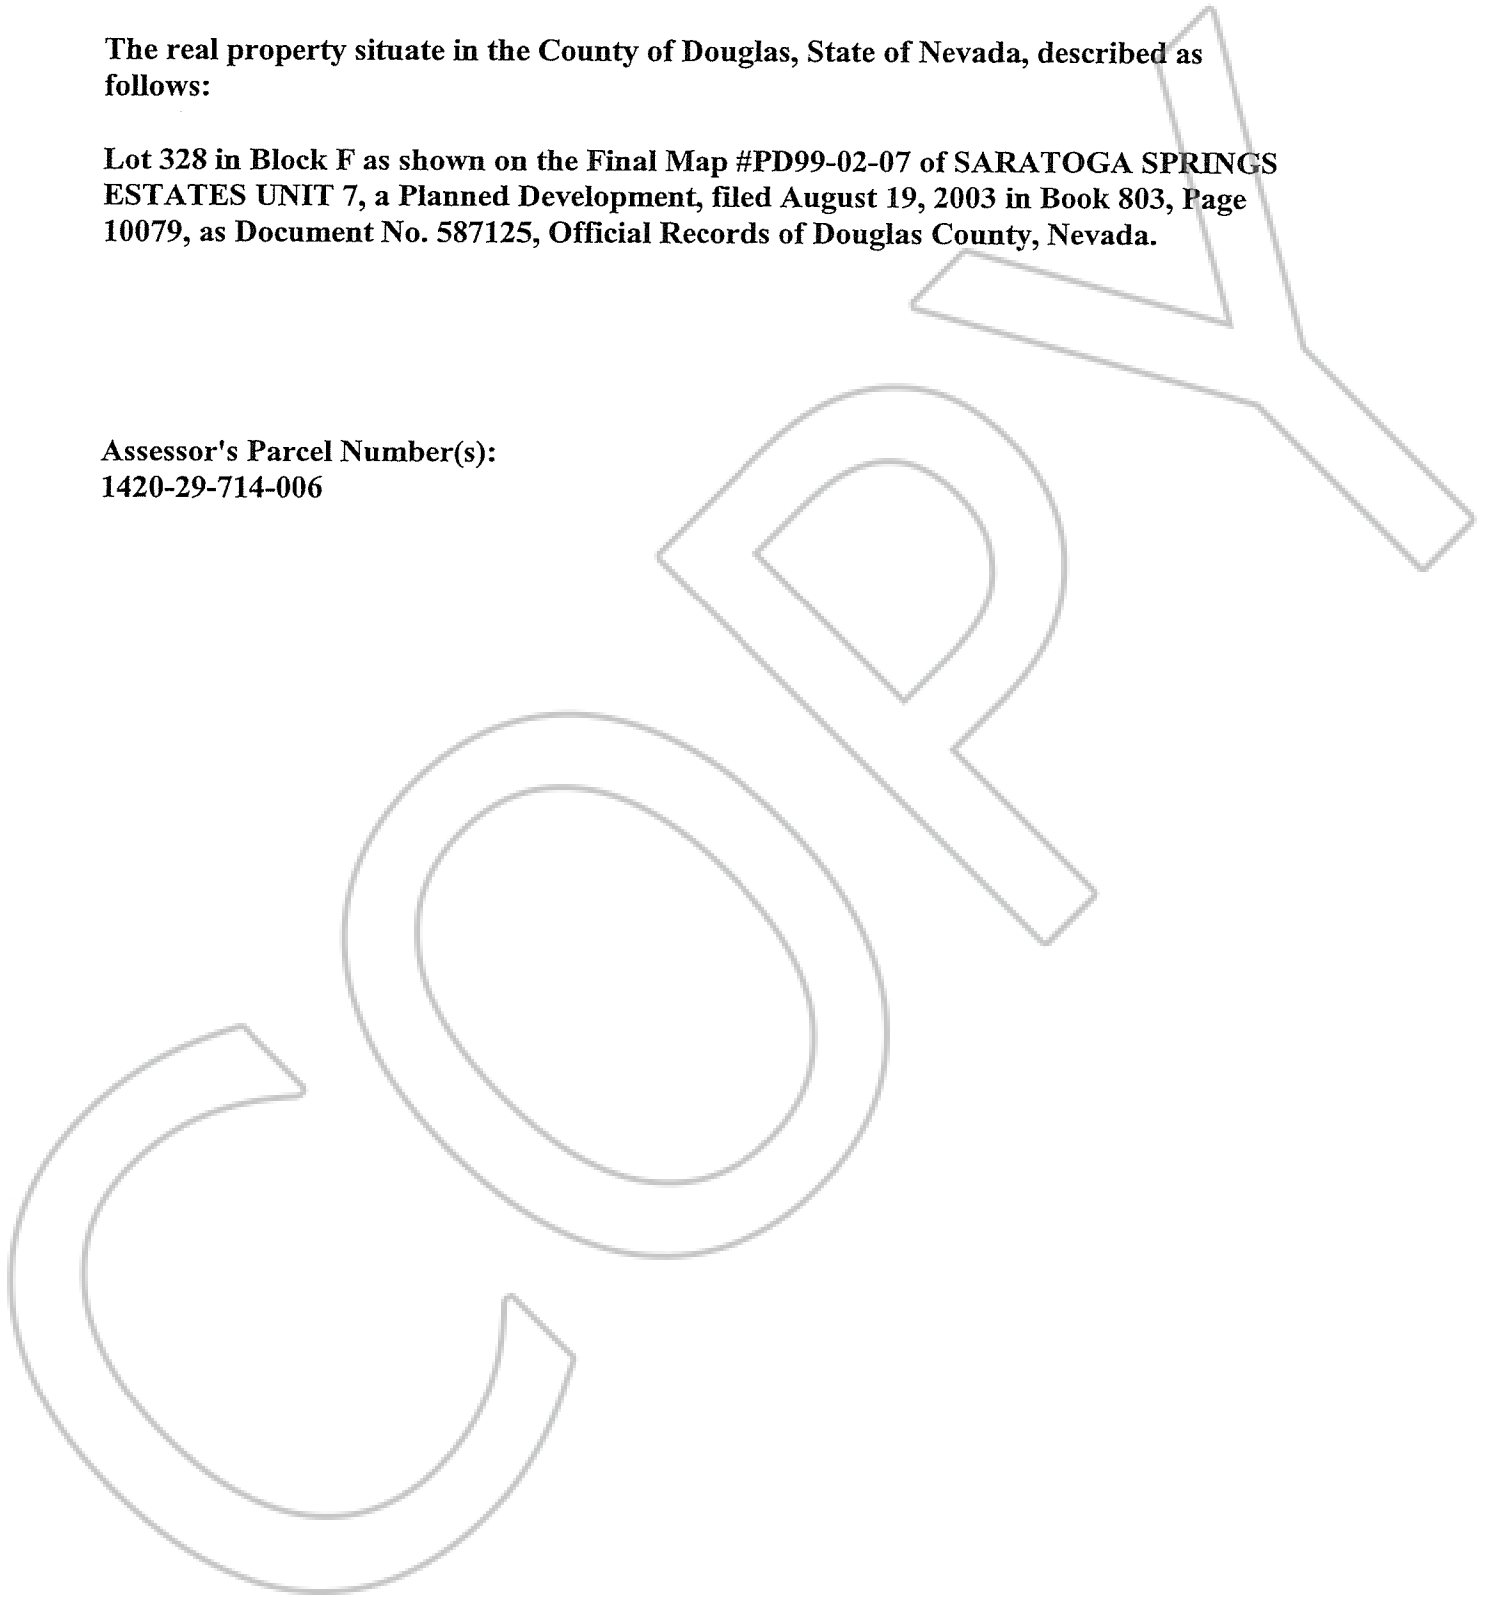 The real property situate in the County of Douglas, State of Nevada, described as
follows:
Lot 328 in Block F as shown on the Final Map #PD99-02-07 of SARATOGA SPRINGS
ESTATES UNIT 7, a Planned Development, filed August 19, 2003 in Book 803, Page
10079, as Document No. 587125, Official Records of Douglas County, Nevada.
Assessor's Parcel Number(s):
1420-29-714-006
COPY